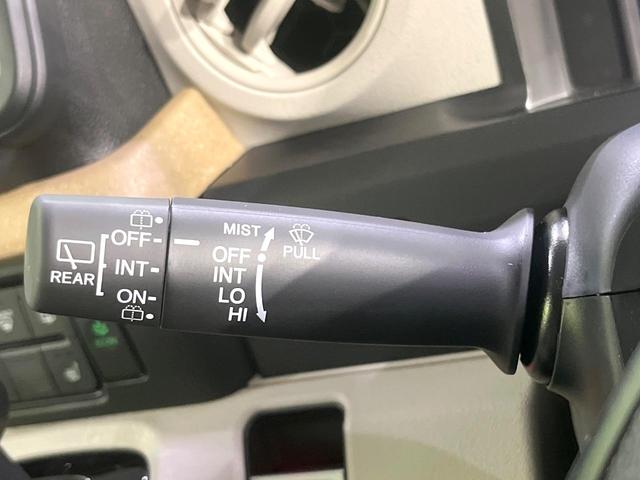 OFF
REAR
INT
ON
MIST
OFF
INT
LO
HI
PULL